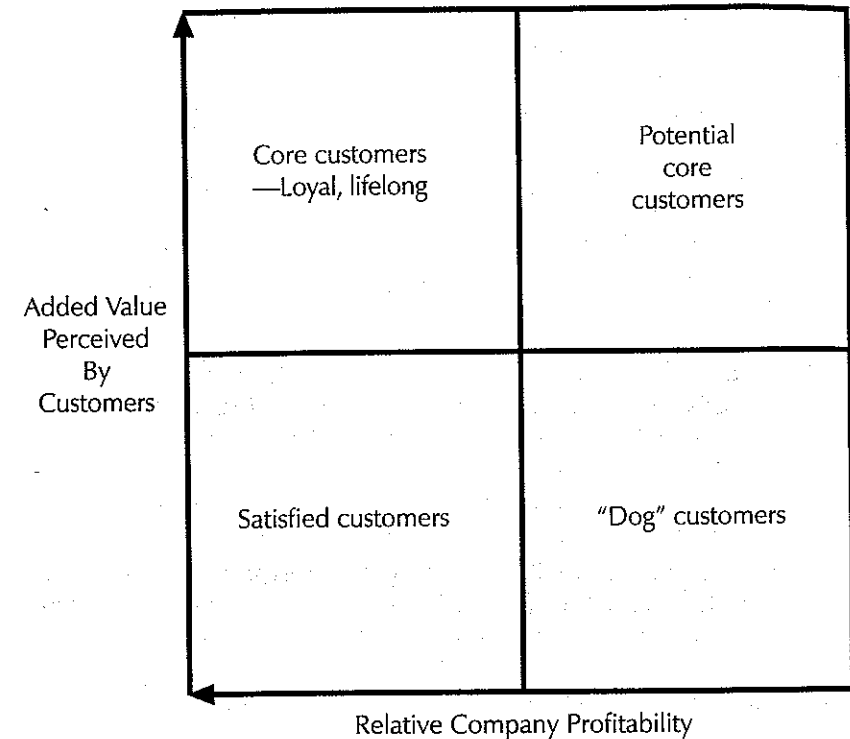 Core customers
—Loyal, lifelong
Potential
core
customers
Added Value
Perceived
By
Customers
Satisfied customers
"Dog" customers
Relative Company Profitability